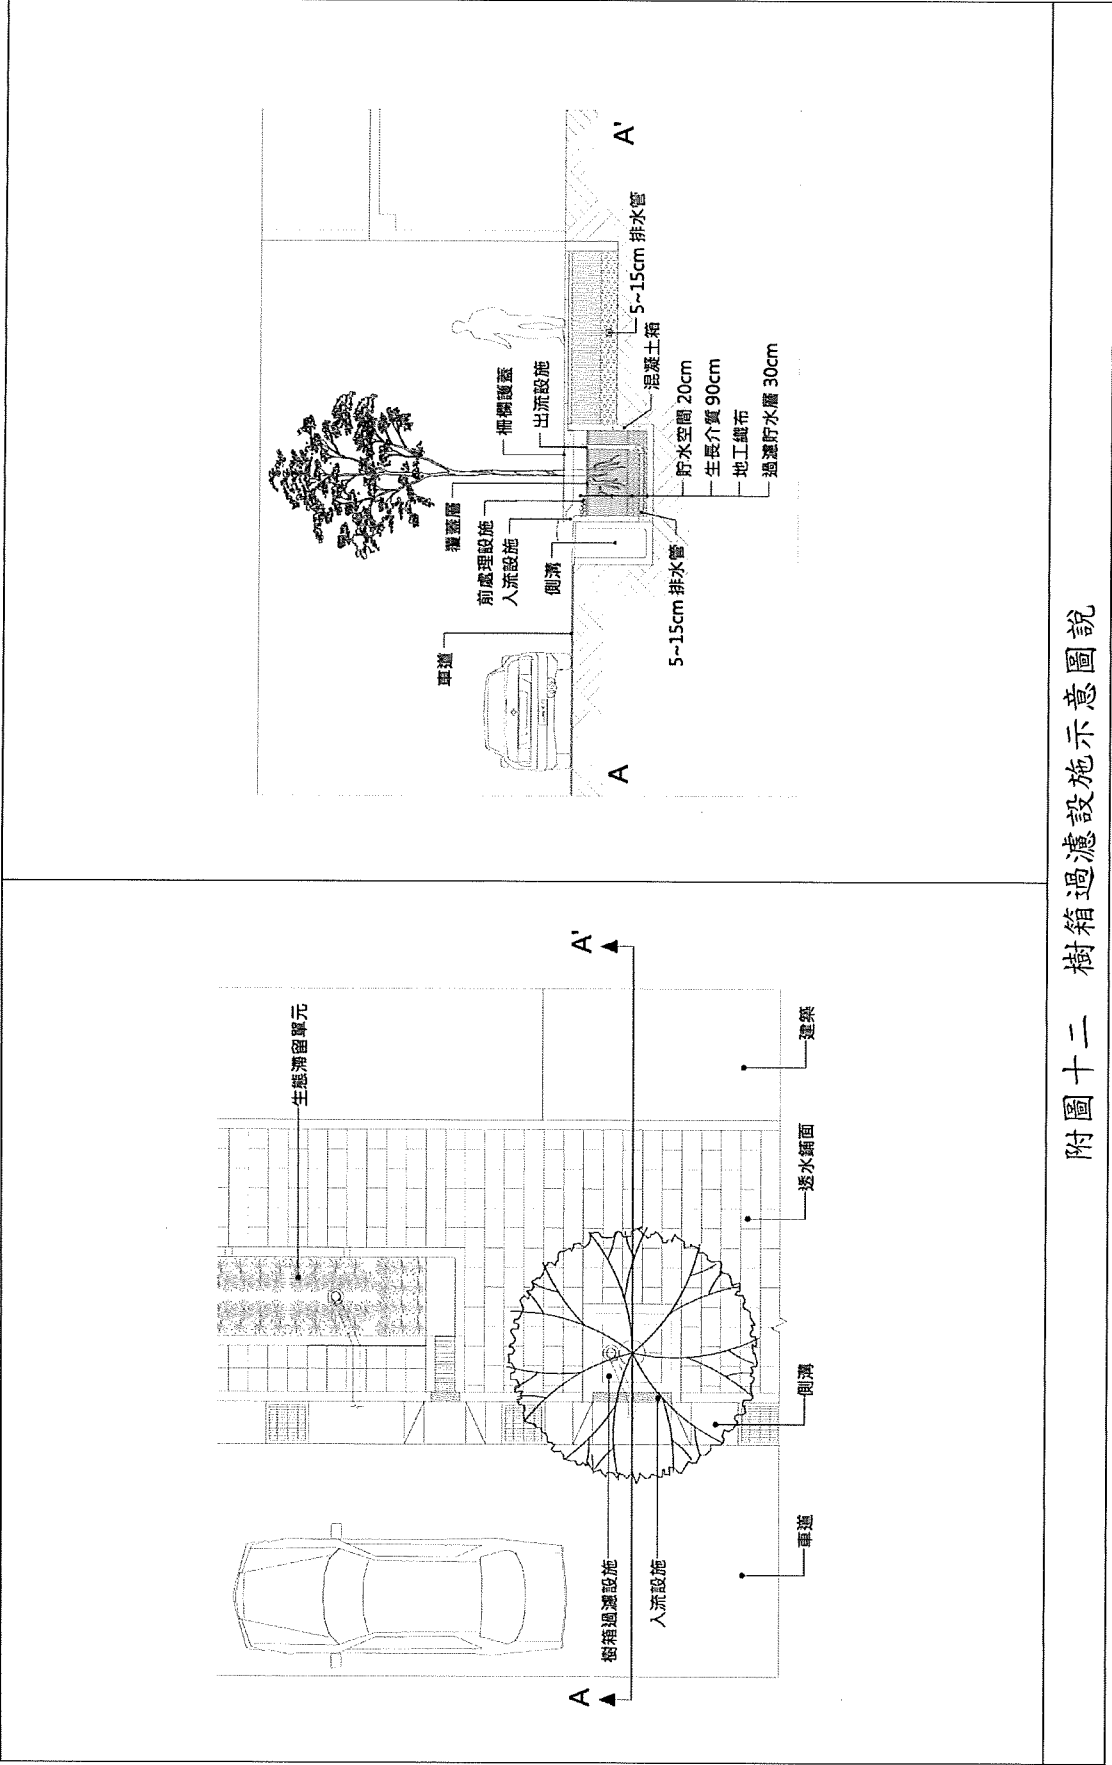 生態滯留單元
A
A'
樹箱過濾設施
入流設施
車道
側溝
透水鋪面
建築
車道
覆蓋層
前處理設施
入流設施
側溝
柵欄護蓋
出流設施
A
A'
5~15cm 排水管
5~15cm 排水管
混凝土箱
貯水空間 20cm
生長介質 90cm
地工織布
過濾貯水層 30cm
附圖十二 樹箱過濾設施示意圖說